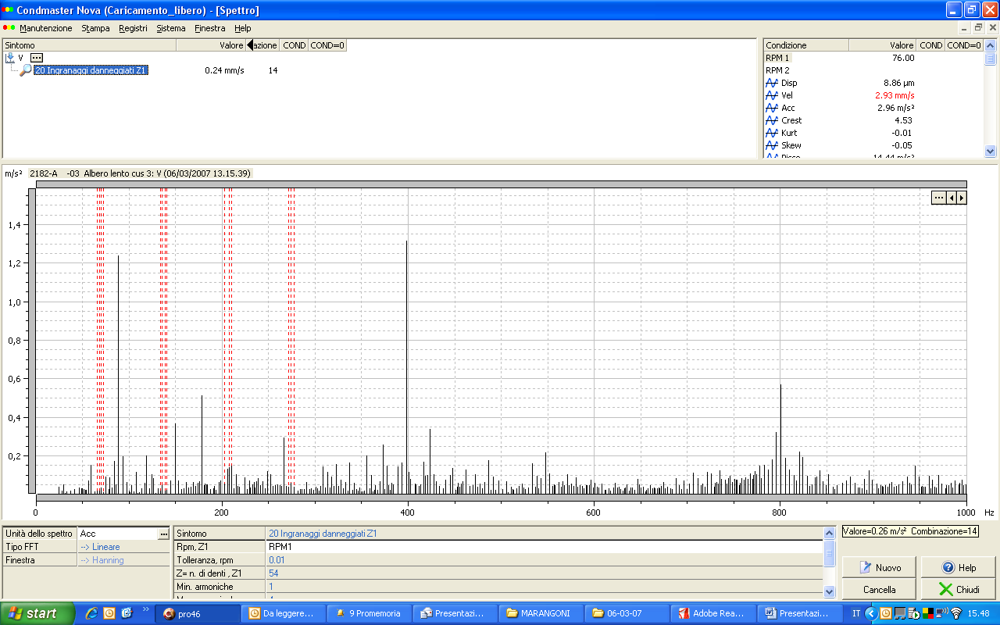 Condmaster Nova (Caricamento_libero) - [Spettro]
Manutenzione Stampa Registri Sistema Finestra Help
Sintomo Valore azione COND COND=0
V ...
20 Ingranaggi danneggiati Z1 0.24 mm/s 14
Condizione Valore COND COND=0
RPM 1 76.00
RPM 2
Disp 8.86 µm
Vel 2.93 mm/s
Acc 2.96 m/s²
Crest 4.53
Kurt -0.01
Skew -0.05
m/s² 2182-A -03 Albero lento cus 3: V (06/03/2007 13.15.39)
...
1,4
1,2
1,0
0,8
0,6
0,4
0,2
0 200 400 600 800 1000 Hz
Unità dello spettro Acc ...
Tipo FFT --> Lineare
Finestra --> Hanning
Sintomo 20 Ingranaggi danneggiati Z1
Rpm, Z1 RPM1
Tolleranza, rpm 0.01
Z= n. di denti , Z1 54
Min. armoniche 1
Valore=0.26 m/s² Combinazione=14
Nuovo Help
Cancella Chiudi
start pro46 Da leggere... 9 Promemoria Presentazi... MARANGONI 06-03-07 Adobe Rea... Presentazi... IT 15.48